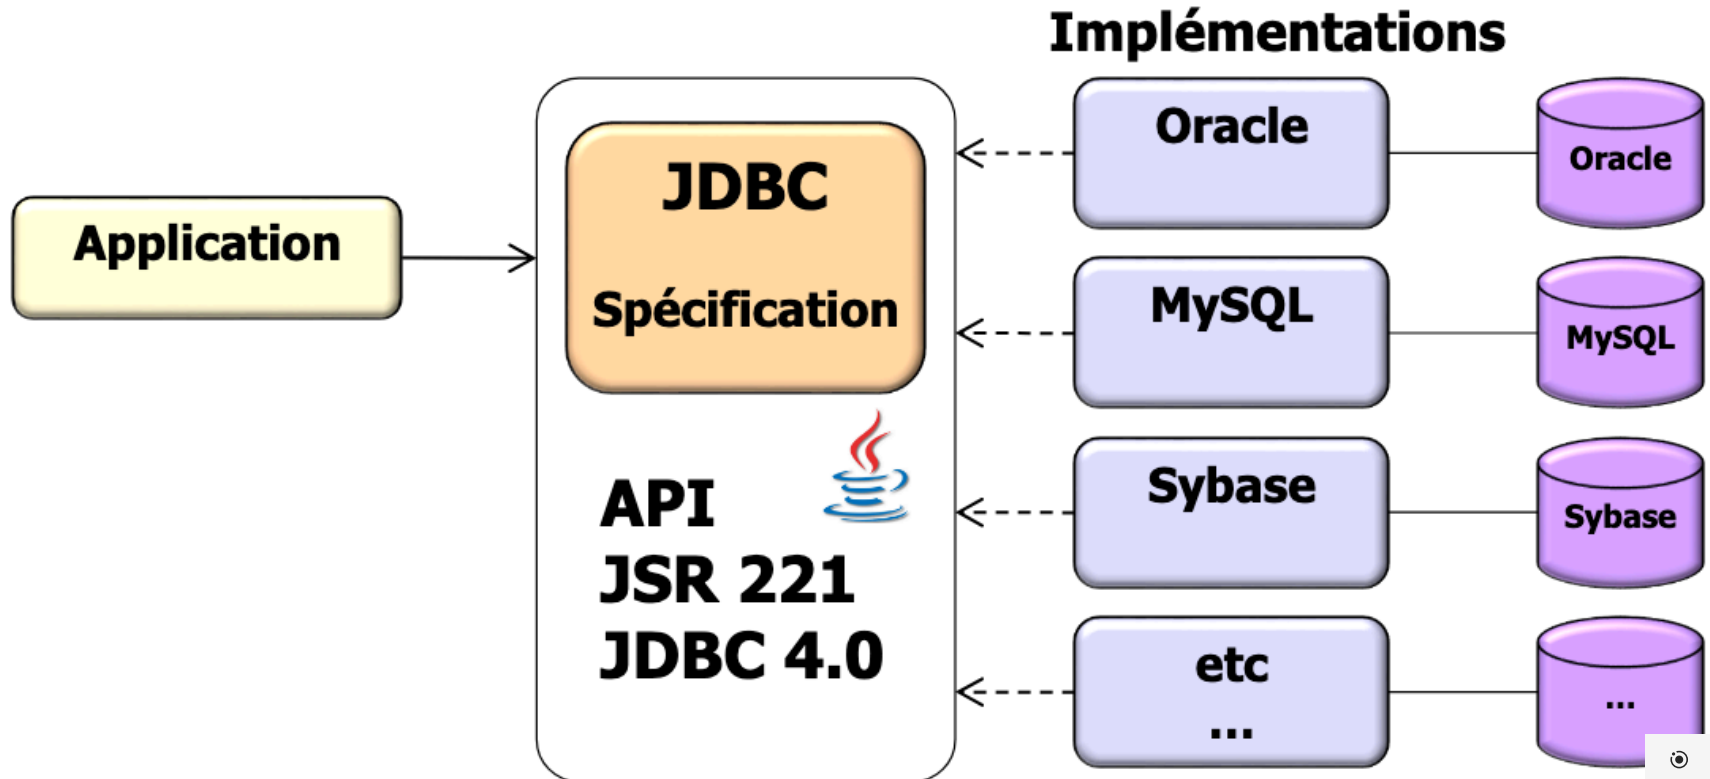 Implémentations
Application
JDBC
Spécification
API
JSR 221
JDBC 4.0
Oracle
Oracle
MySQL
MySQL
Sybase
Sybase
etc
...
...